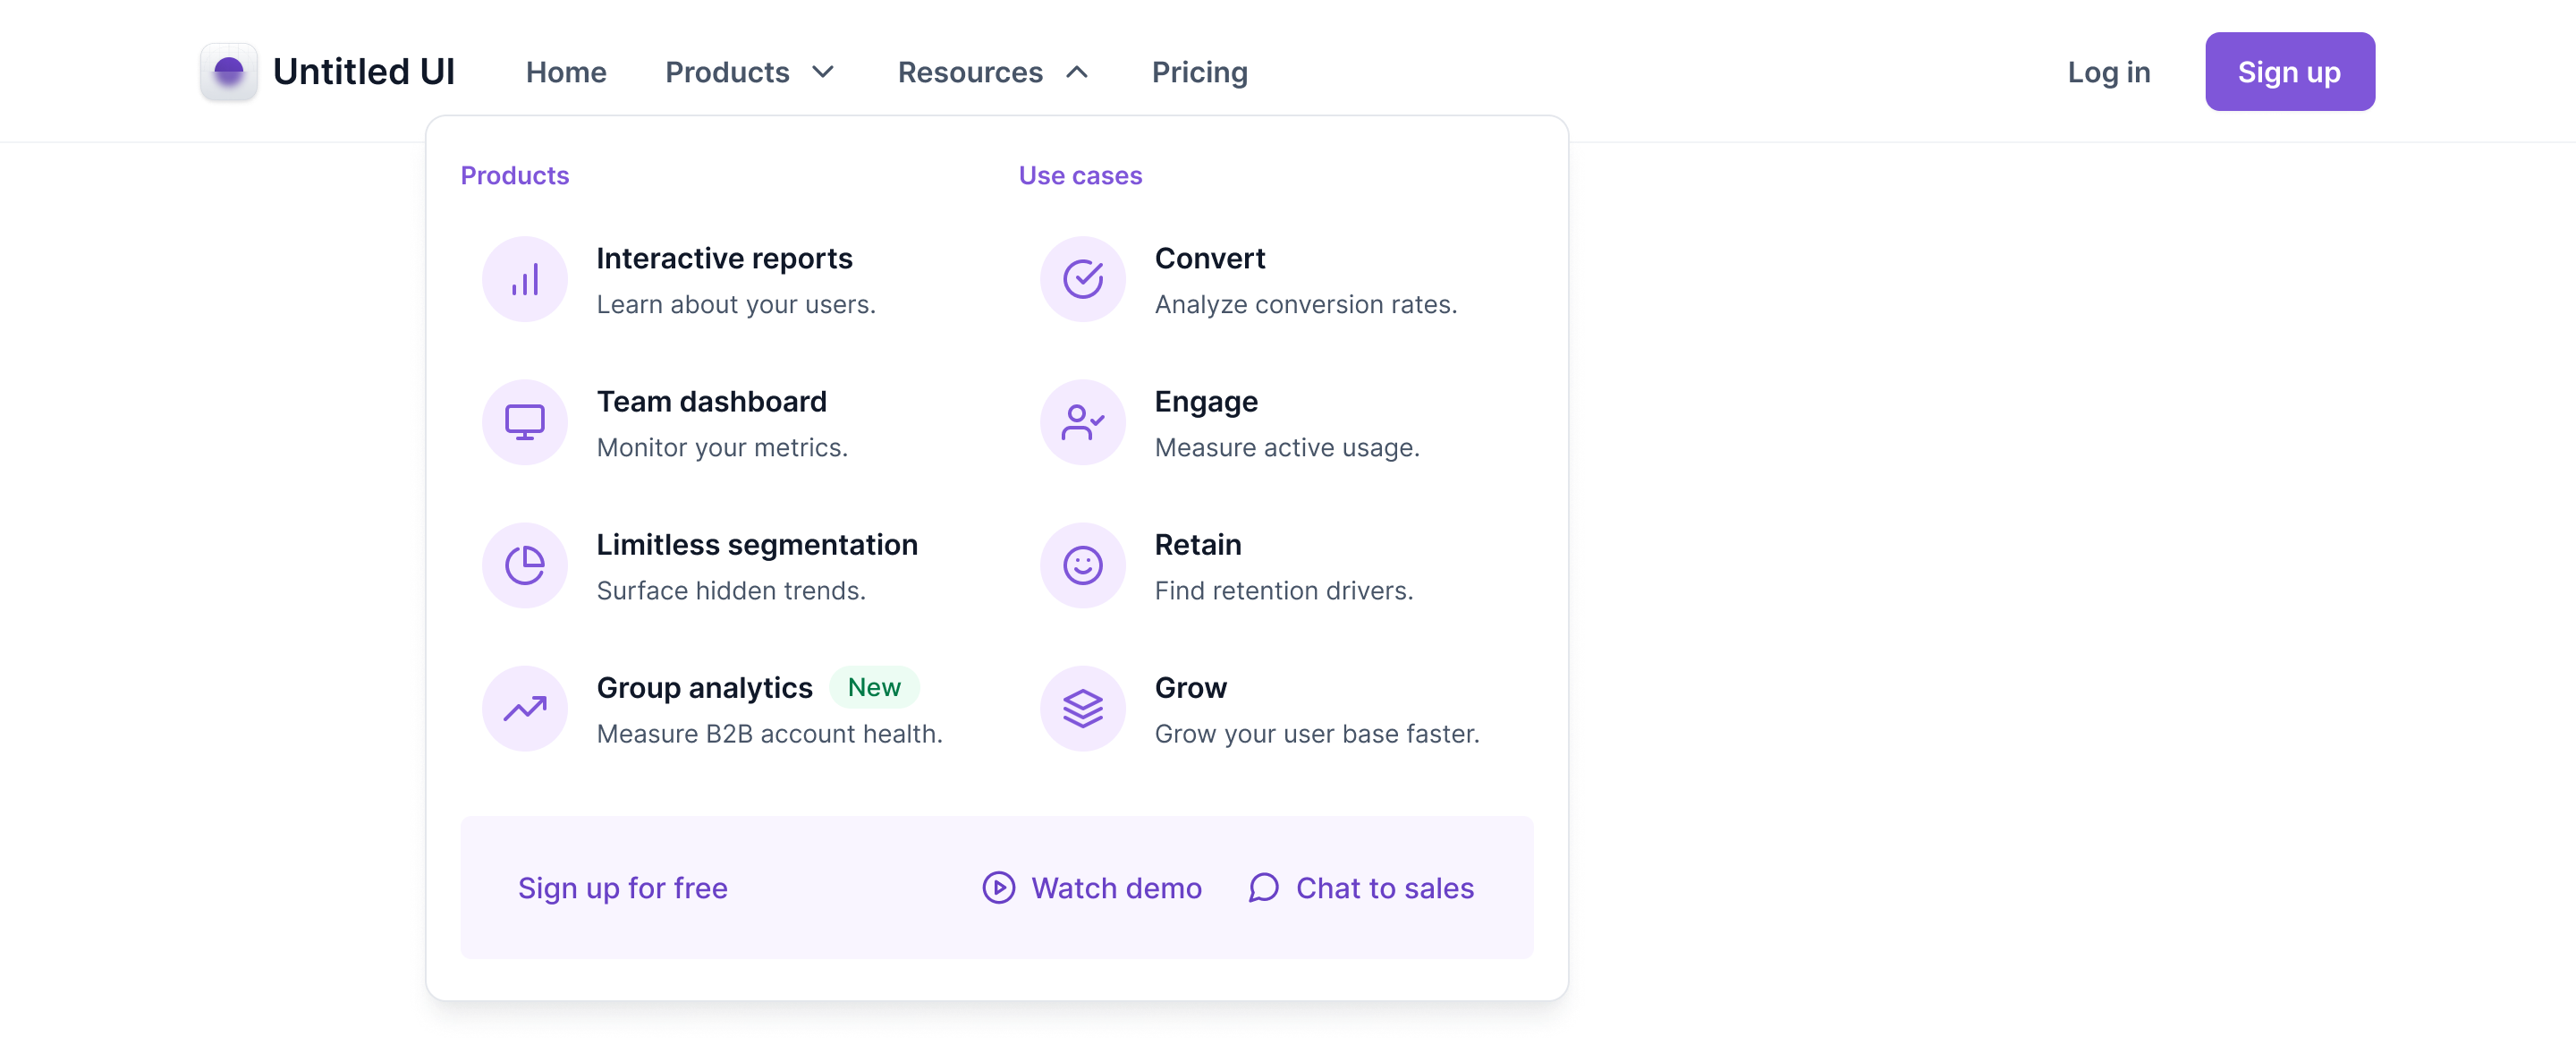 Untitled UI
Home
Products
Resources
Pricing
Log in
Sign up
Products
Interactive reports
Learn about your users.
Team dashboard
Monitor your metrics.
Limitless segmentation
Surface hidden trends.
Group analytics New
Measure B2B account health.
Use cases
Convert
Analyze conversion rates.
Engage
Measure active usage.
Retain
Find retention drivers.
Grow
Grow your user base faster.
Sign up for free
Watch demo
Chat to sales